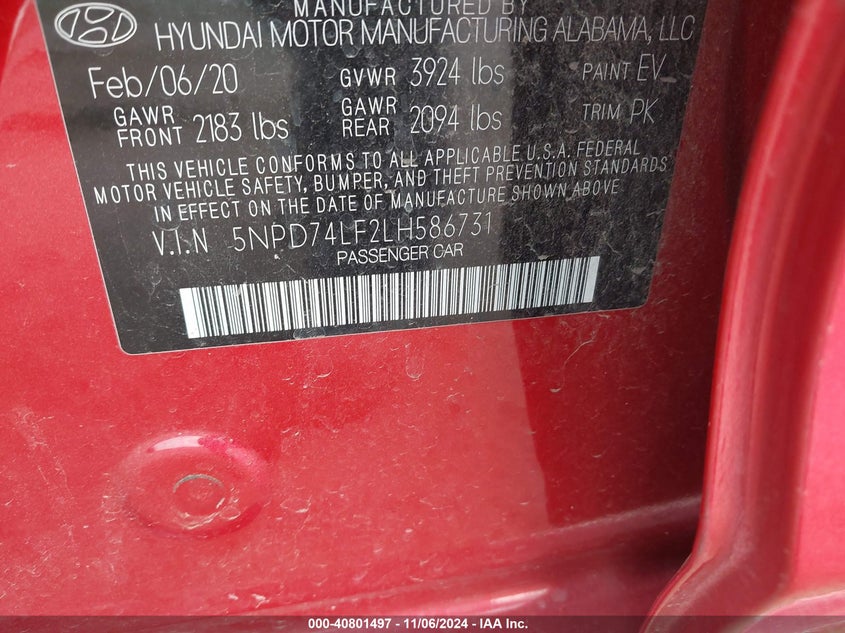 MANUFACTURED BY
HYUNDAI MOTOR MANUFACTURING ALABAMA, LLC
Feb/06/20 GVWR 3924 lbs PAINT EV
GAWR FRONT 2183 lbs GAWR REAR 2094 lbs TRIM PK
THIS VEHICLE CONFORMS TO ALL APPLICABLE U.S.A. FEDERAL
MOTOR VEHICLE SAFETY, BUMPER, AND THEFT PREVENTION STANDARDS
IN EFFECT ON THE DATE OF MANUFACTURE SHOWN ABOVE
V.I.N 5NPD74LF2LH586731
PASSENGER CAR
000-40801497 - 11/06/2024 - IAA Inc.